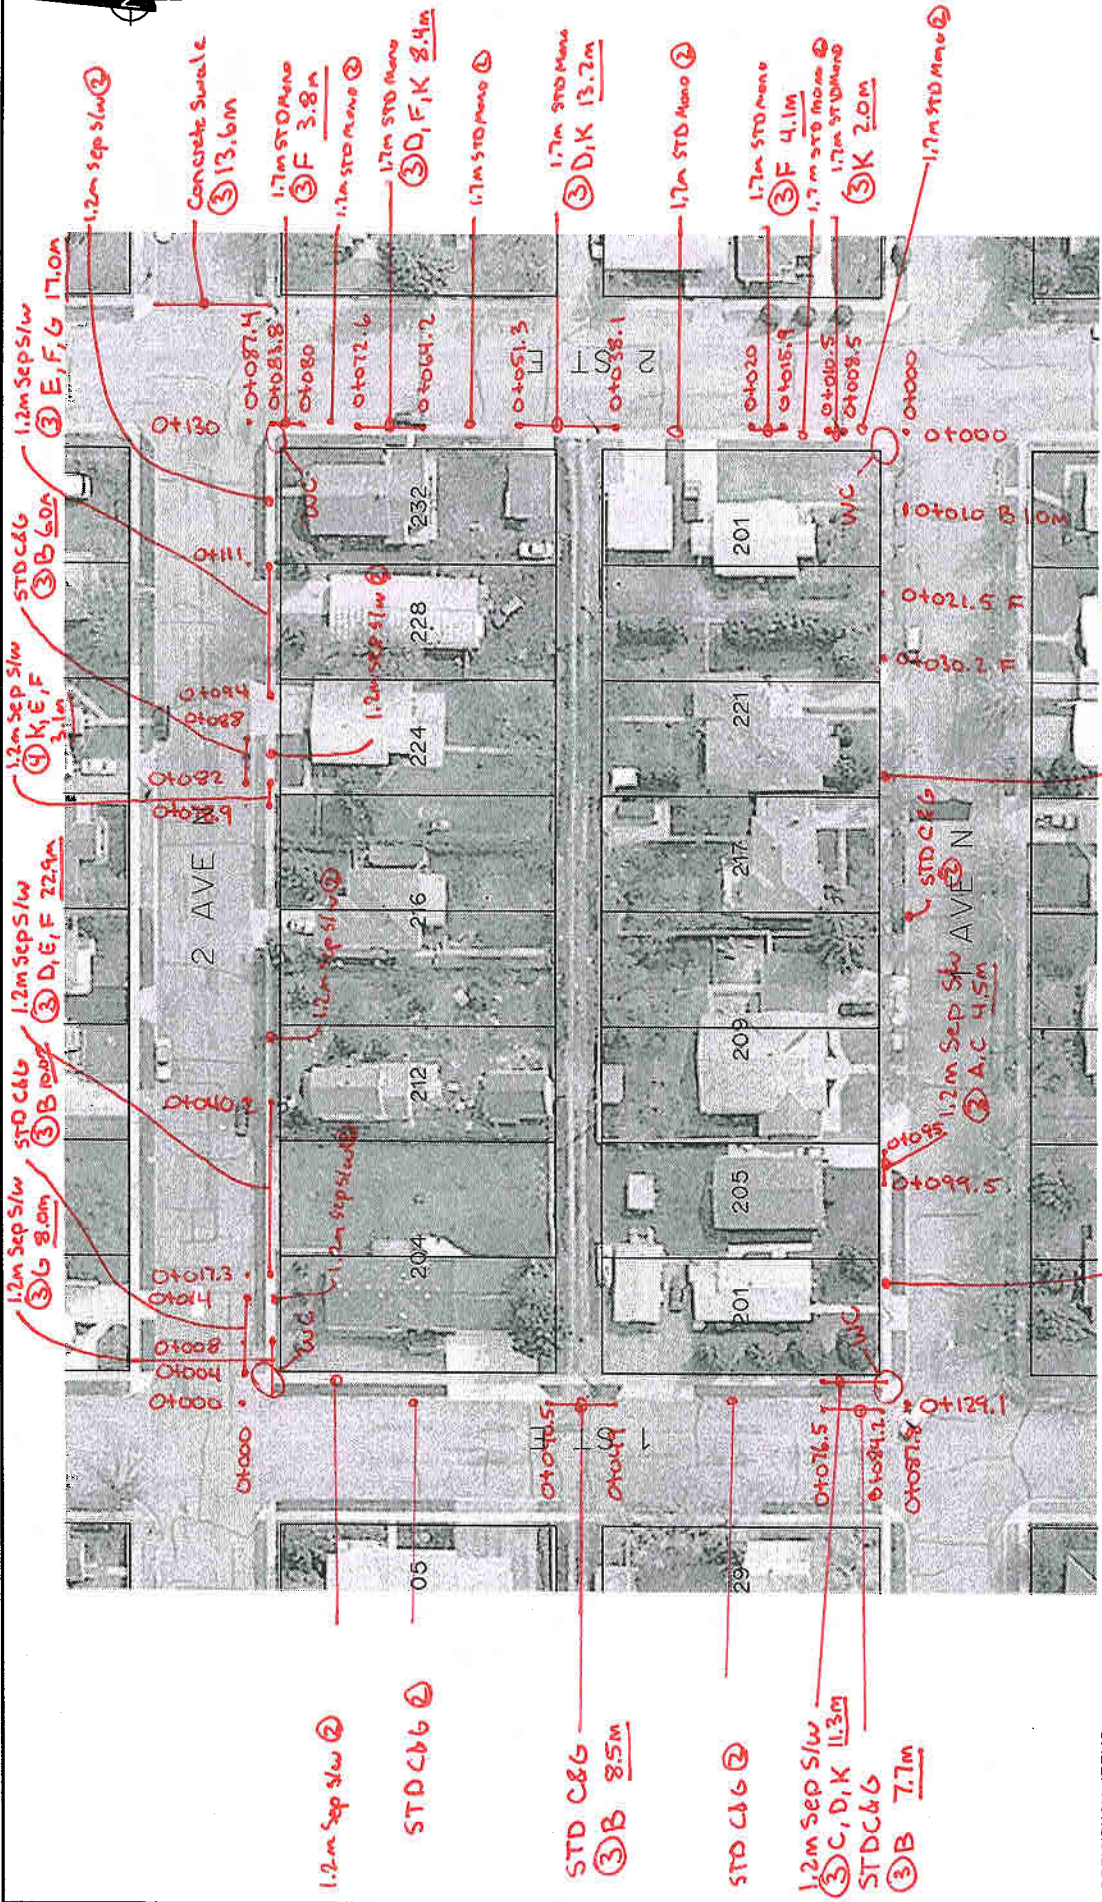 1.2m Sep S/W
③ G 8.0m
STD C&G
③ B 10.0m
1.2m Sep S/W
③ D, E, F 22.9m
1.2m Sep S/W
④ K, E, F
3.1m
STD C&G
③ B 6.0m
1.2m Sep S/W
③ E, F, G 17.0m
1.2m Sep S/W ②
Concrete Swale
③ 13.6m
1.7m STD Mono
③ F 3.8m
1.7m STD Mono ②
1.7m STD Mono
③ D, F, K 8.4m
1.7m STD Mono ②
1.7m STD Mono
③ D, K 13.2m
1.7m STD Mono ②
1.7m STD Mono
③ F 4.1m
1.7m STD Mono ②
1.7m STD Mono
③ K 2.0m
1.7m STD Mono ②
0+000
0+000
0+004
0+008
0+014
0+017.3
0+078.9
0+082
0+088
0+094
0+111
0+130
0+087.4
0+083.8
0+080
0+072.6
0+064.2
0+051.3
0+038.1
0+020
0+015.9
0+010.5
0+008.5
0+000
2 AVE N
2 ST E
WC
WC
WC
WC
1.2m Sep S/W ②
1.2m Sep S/W ②
1.2m Sep S/W ②
204
212
216
224
228
232
201
205
209
217
221
201
0+000
0+010 B
0+021.5
0+030.2
STD C&G
②
AVE N
1.2m Sep S/W
③ A, C 4.5m
0+095
0+099.5
0+129.1
1 ST E
0+040.5
0+049
0+076.5
0+084.2
0+087.8
05
29
1.2m Sep S/W ②
STD C&G ②
STD C&G
③ B 8.5m
STD C&G ②
1.2m Sep S/W
③ C, D, K 11.3m
STD C&G
③ B 7.7m